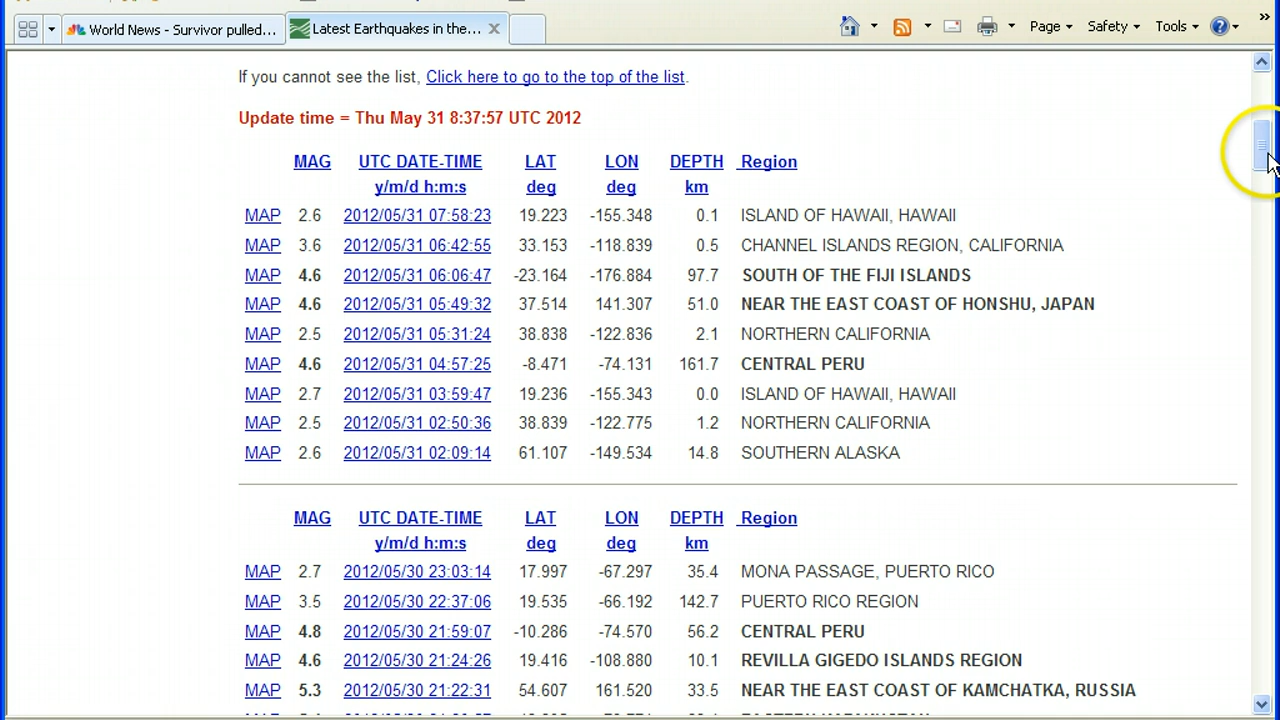 World News - Survivor pulled... Latest Earthquakes in the... Page Safety Tools
If you cannot see the list, Click here to go to the top of the list.
Update time = Thu May 31 8:37:57 UTC 2012
MAG UTC DATE-TIME LAT LON DEPTH Region
y/m/d h:m:s deg deg km
MAP 2.6 2012/05/31 07:58:23 19.223 -155.348 0.1 ISLAND OF HAWAII, HAWAII
MAP 3.6 2012/05/31 06:42:55 33.153 -118.839 0.5 CHANNEL ISLANDS REGION, CALIFORNIA
MAP 4.6 2012/05/31 06:06:47 -23.164 -176.884 97.7 SOUTH OF THE FIJI ISLANDS
MAP 4.6 2012/05/31 05:49:32 37.514 141.307 51.0 NEAR THE EAST COAST OF HONSHU, JAPAN
MAP 2.5 2012/05/31 05:31:24 38.838 -122.836 2.1 NORTHERN CALIFORNIA
MAP 4.6 2012/05/31 04:57:25 -8.471 -74.131 161.7 CENTRAL PERU
MAP 2.7 2012/05/31 03:59:47 19.236 -155.343 0.0 ISLAND OF HAWAII, HAWAII
MAP 2.5 2012/05/31 02:50:36 38.839 -122.775 1.2 NORTHERN CALIFORNIA
MAP 2.6 2012/05/31 02:09:14 61.107 -149.534 14.8 SOUTHERN ALASKA
MAG UTC DATE-TIME LAT LON DEPTH Region
y/m/d h:m:s deg deg km
MAP 2.7 2012/05/30 23:03:14 17.997 -67.297 35.4 MONA PASSAGE, PUERTO RICO
MAP 3.5 2012/05/30 22:37:06 19.535 -66.192 142.7 PUERTO RICO REGION
MAP 4.8 2012/05/30 21:59:07 -10.286 -74.570 56.2 CENTRAL PERU
MAP 4.6 2012/05/30 21:24:26 19.416 -108.880 10.1 REVILLA GIGEDO ISLANDS REGION
MAP 5.3 2012/05/30 21:22:31 54.607 161.520 33.5 NEAR THE EAST COAST OF KAMCHATKA, RUSSIA